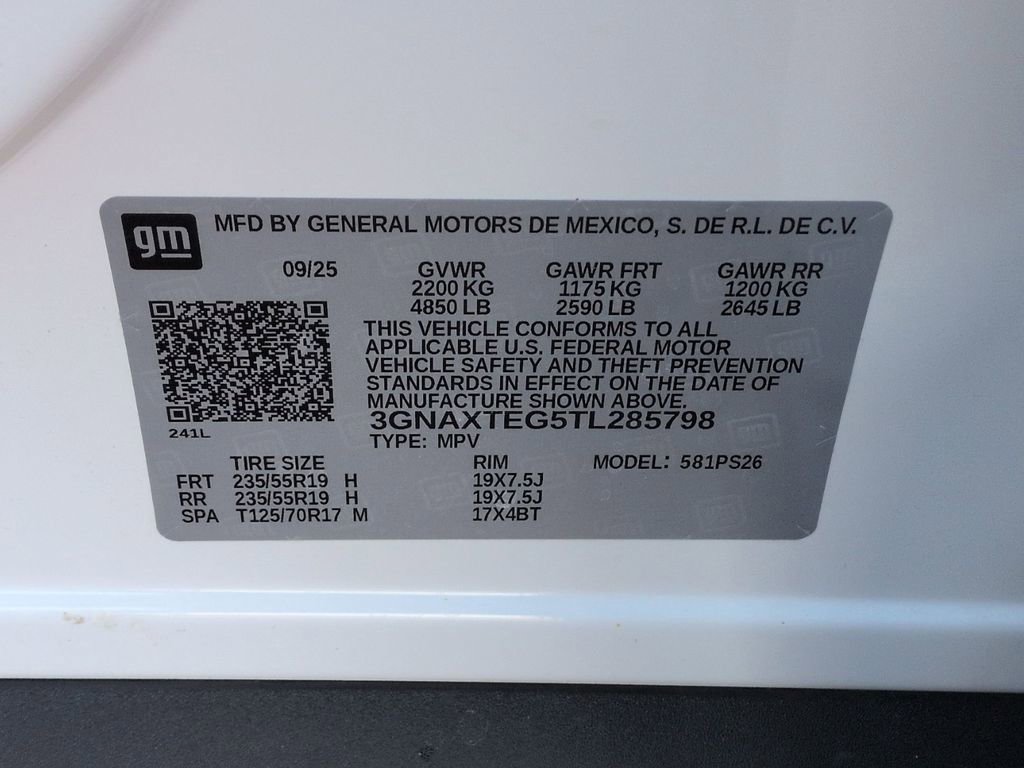 gm MFD BY GENERAL MOTORS DE MEXICO, S. DE R.L. DE C.V.
09/25 GVWR GAWR FRT GAWR RR
2200 KG 1175 KG 1200 KG
4850 LB 2590 LB 2645 LB
THIS VEHICLE CONFORMS TO ALL
APPLICABLE U.S. FEDERAL MOTOR
VEHICLE SAFETY AND THEFT PREVENTION
STANDARDS IN EFFECT ON THE DATE OF
MANUFACTURE SHOWN ABOVE.
3GNAXTEG5TL285798
241L
TYPE: MPV
TIRE SIZE RIM MODEL: 581PS26
FRT 235/55R19 H 19X7.5J
RR 235/55R19 H 19X7.5J
SPA T125/70R17 M 17X4BT